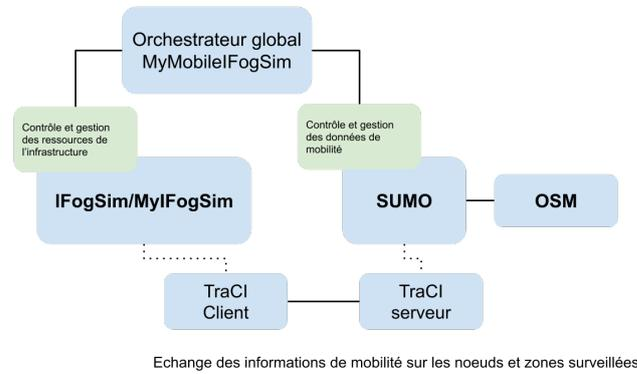 Orchestrateur global
MyMobileIFogSim
Contrôle et gestion
des ressources de
l'infrastructure
Contrôle et gestion
des données de
mobilité
IFogSim/MyIFogSim
SUMO
OSM
TraCI
Client
TraCI
serveur
Echange des informations de mobilité sur les noeuds et zones surveillées